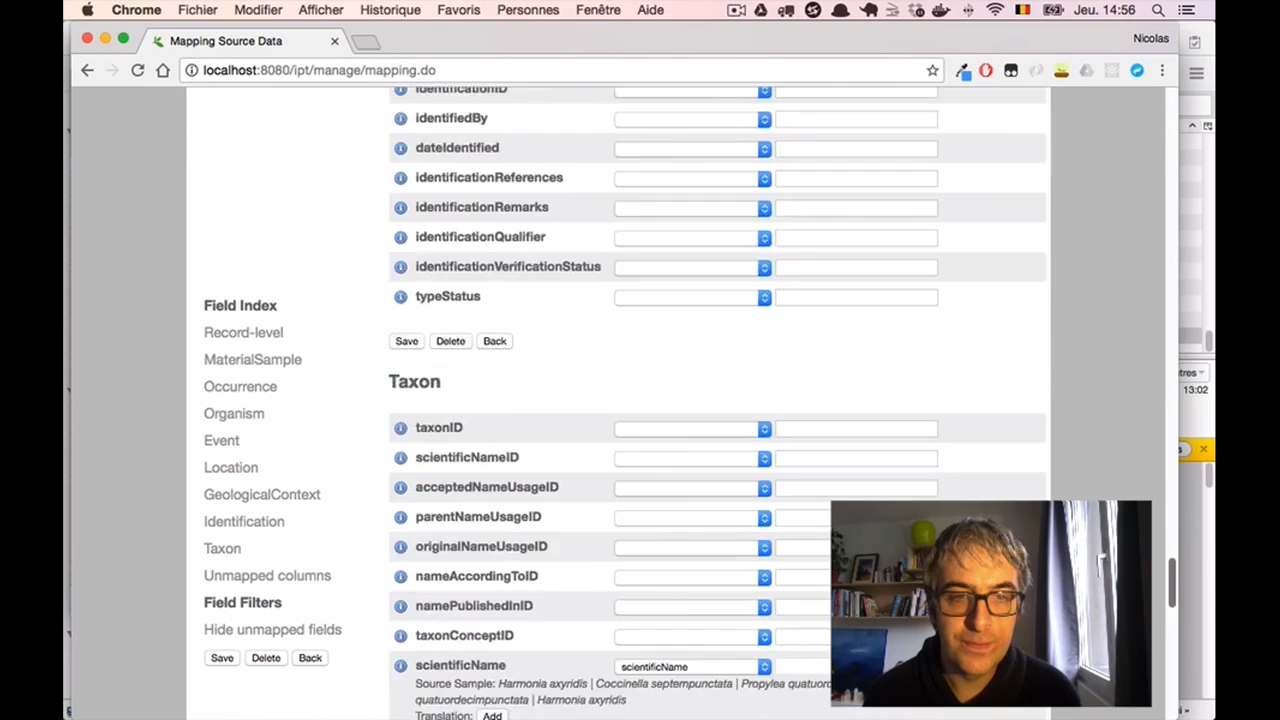 Chrome Fichier Modifier Afficher Historique Favoris Personnes Fenêtre Aide Jeu. 14:56
Mapping Source Data
Nicolas
localhost:8080/ipt/manage/mapping.do
identificationID
identifiedBy
dateIdentified
identificationReferences
identificationRemarks
identificationQualifier
identificationVerificationStatus
typeStatus
Save Delete Back
Taxon
taxonID
scientificNameID
acceptedNameUsageID
parentNameUsageID
originalNameUsageID
nameAccordingToID
namePublishedInID
taxonConceptID
scientificName scientificName
Source Sample: Harmonia axyridis | Coccinella septempunctata | Propylea
quatuordecimpunctata | Harmonia axyridis
Translation: Add
Field Index
Record-level
MaterialSample
Occurrence
Organism
Event
Location
GeologicalContext
Identification
Taxon
Unmapped columns
Field Filters
Hide unmapped fields
Save Delete Back
13:02